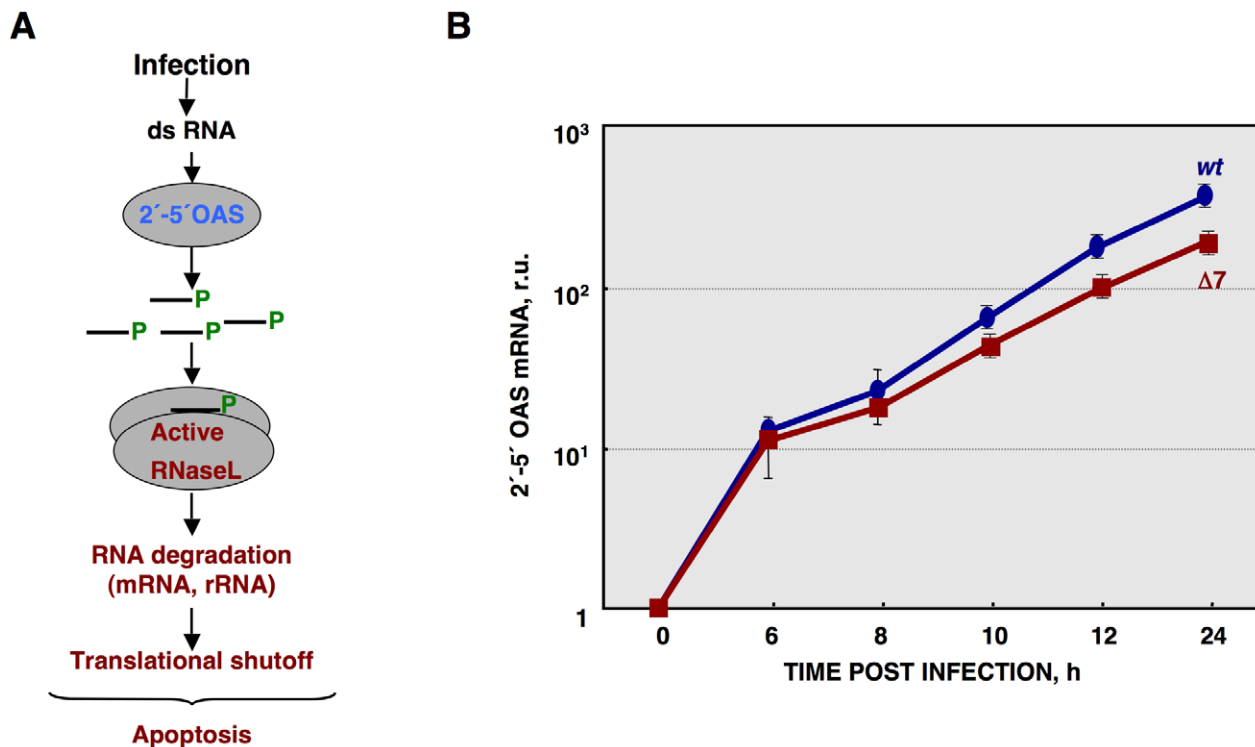 A
Infection
ds RNA
2´-5´OAS
P
P
P
P
P
Active
RNaseL
RNA degradation
(mRNA, rRNA)
Translational shutoff
Apoptosis
B
2´-5´ OAS mRNA, r.u.
10³
10²
10¹
1
wt
Δ7
0 6 8 10 12 24
TIME POST INFECTION, h